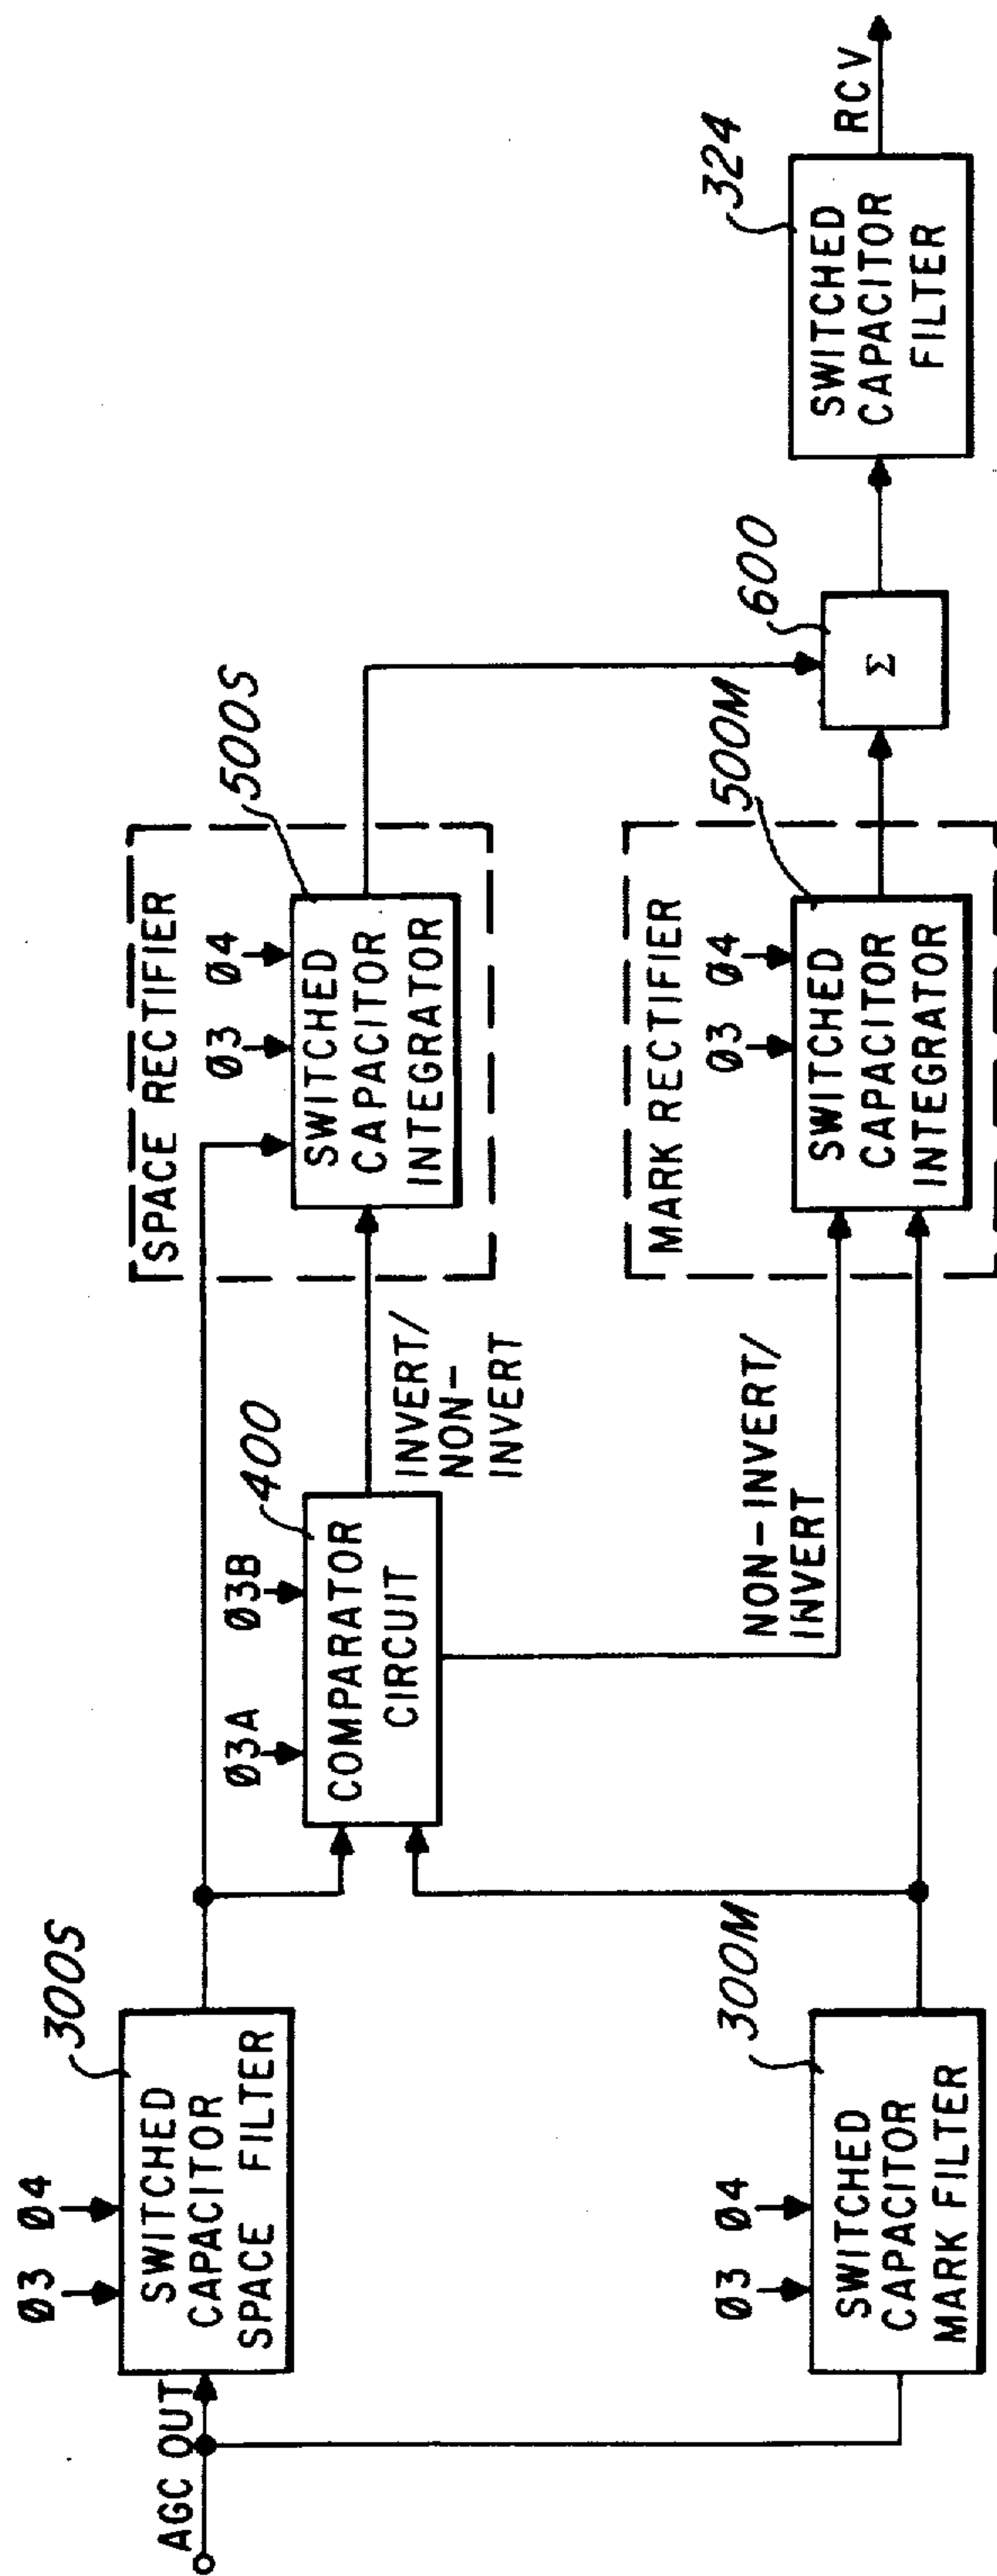 AGC OUT
Ø3 Ø4
300S
SWITCHED
CAPACITOR
SPACE FILTER
Ø3 Ø4
300M
SWITCHED
CAPACITOR
MARK FILTER
Ø3A Ø3B
400
COMPARATOR
CIRCUIT
INVERT/
NON-
INVERT
NON-INVERT/
INVERT
SPACE RECTIFIER
Ø3 Ø4
500S
SWITCHED
CAPACITOR
INTEGRATOR
MARK RECTIFIER
Ø3 Ø4
500M
SWITCHED
CAPACITOR
INTEGRATOR
600
Σ
324
SWITCHED
CAPACITOR
FILTER
RCV